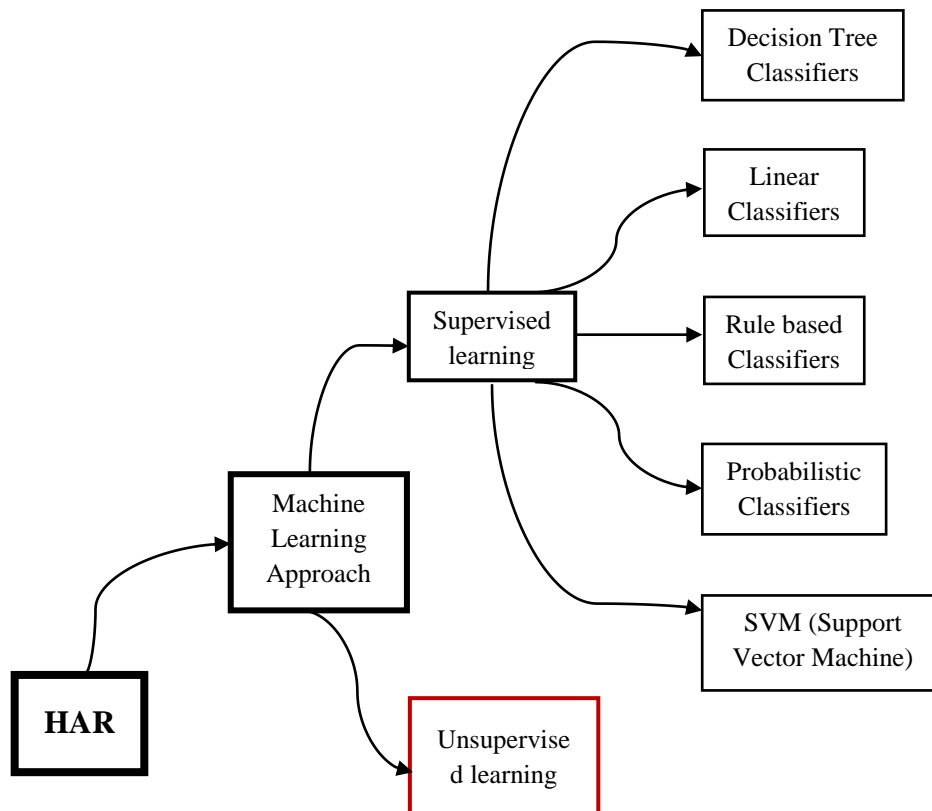 Decision Tree
Classifiers
Linear
Classifiers
Supervised
learning
Rule based
Classifiers
Probabilistic
Classifiers
Machine
Learning
Approach
SVM (Support
Vector Machine)
HAR
Unsupervise
d learning